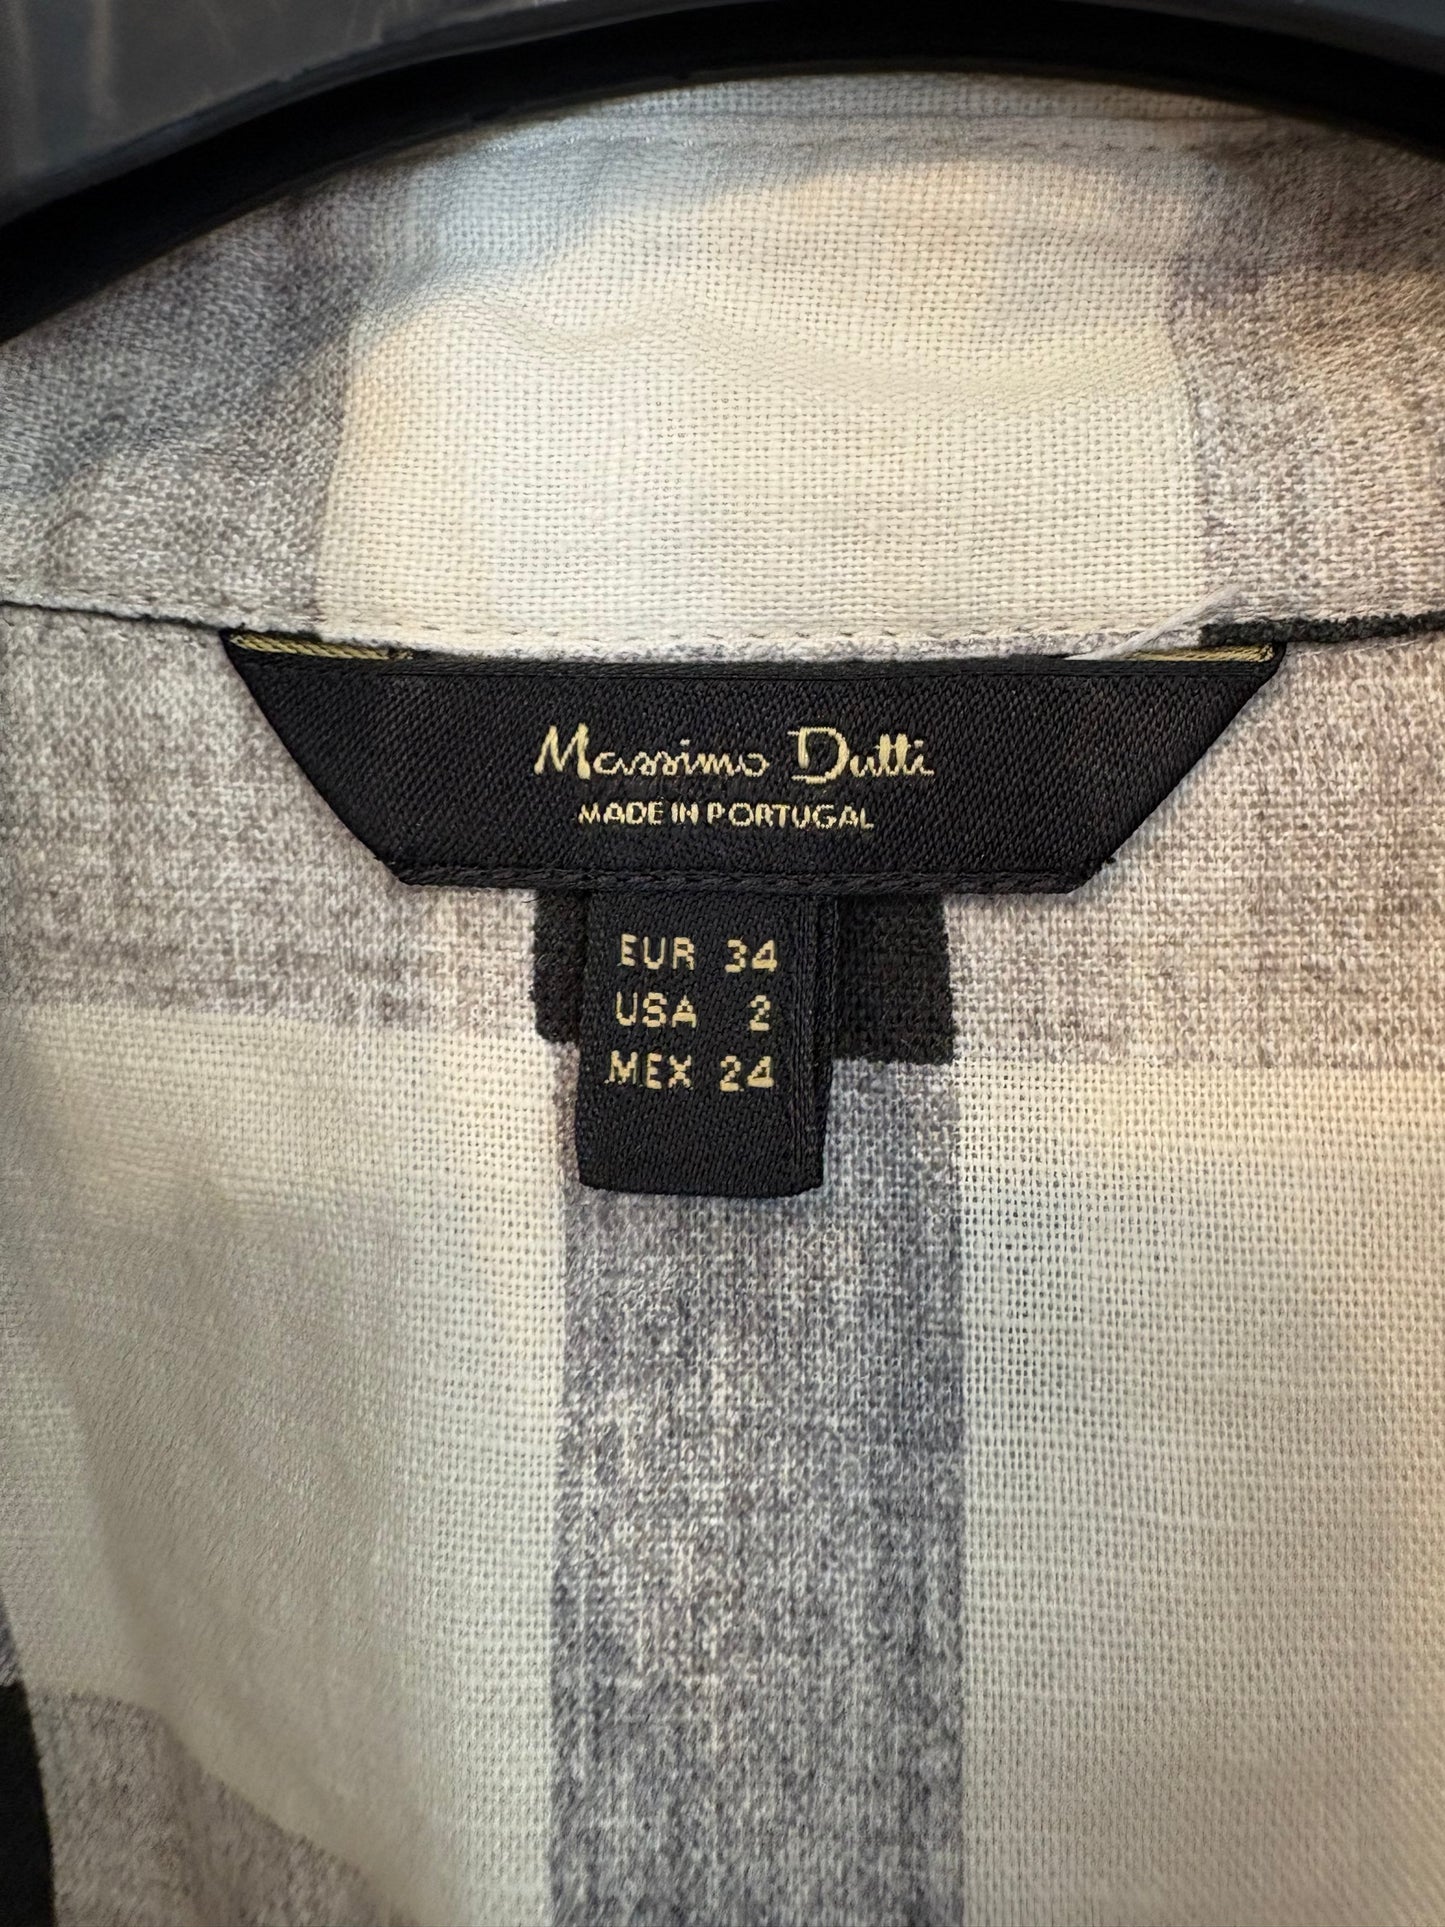 Massimo Dutti
MADE IN PORTUGAL
EUR 34
USA 2
MEX 24